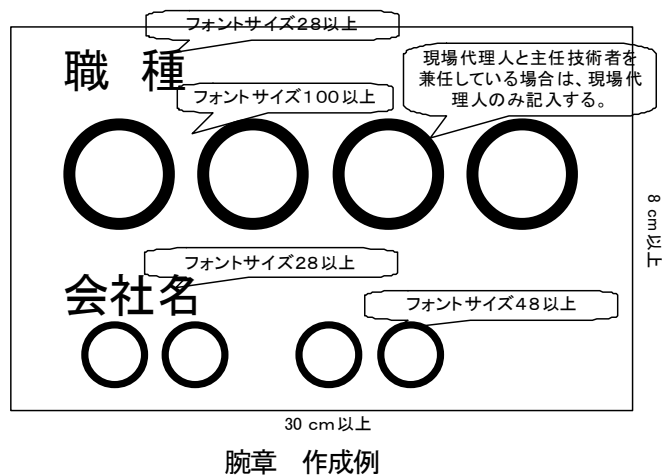 フォントサイズ28以上
職　種
現場代理人と主任技術者を
兼任している場合は、現場代
理人のみ記入する。
フォントサイズ100以上
○○○○
8 cm以上
フォントサイズ28以上
会社名
フォントサイズ48以上
○○　○○
30 cm以上
腕章　作成例